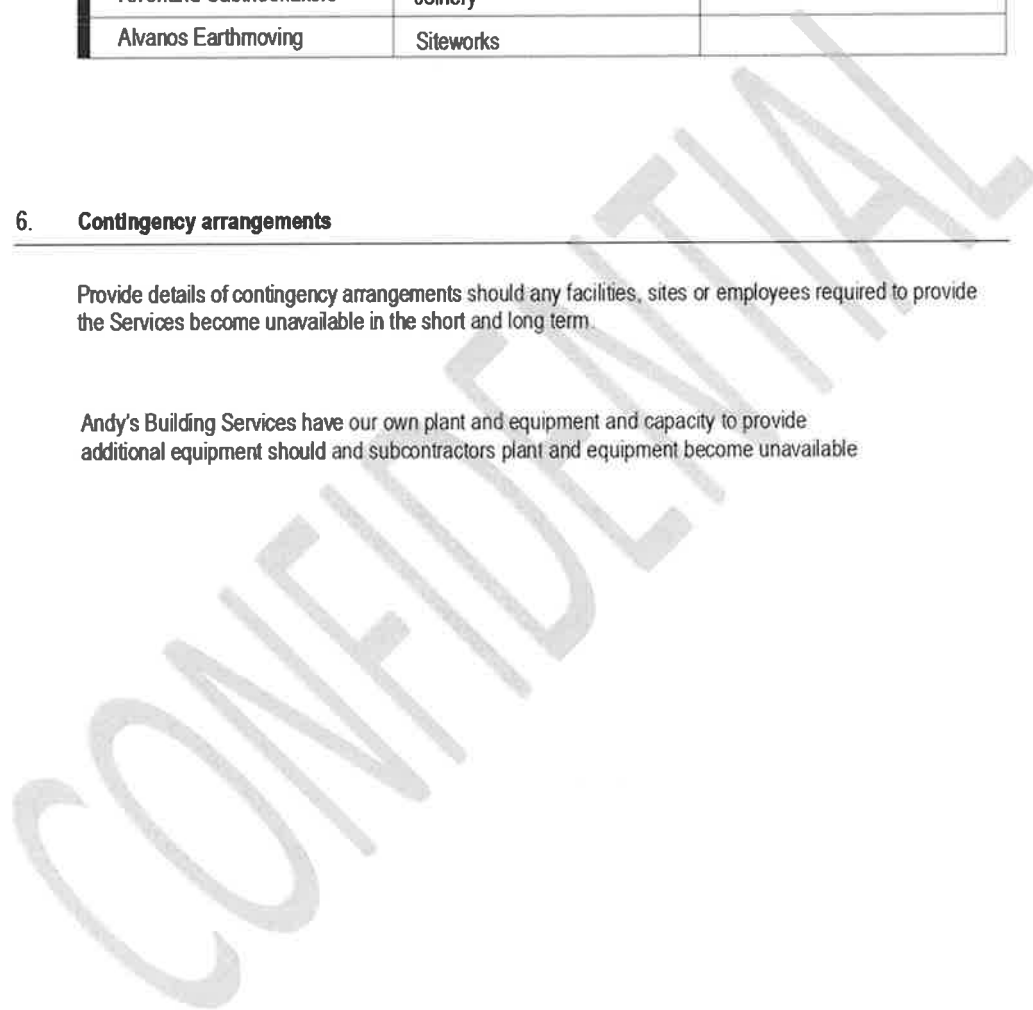 Joinery
Alvanos Earthmoving Siteworks
6. Contingency arrangements
Provide details of contingency arrangements should any facilities, sites or employees required to provide
the Services become unavailable in the short and long term.
Andy's Building Services have our own plant and equipment and capacity to provide
additional equipment should and subcontractors plant and equipment become unavailable
CONFIDENTIAL